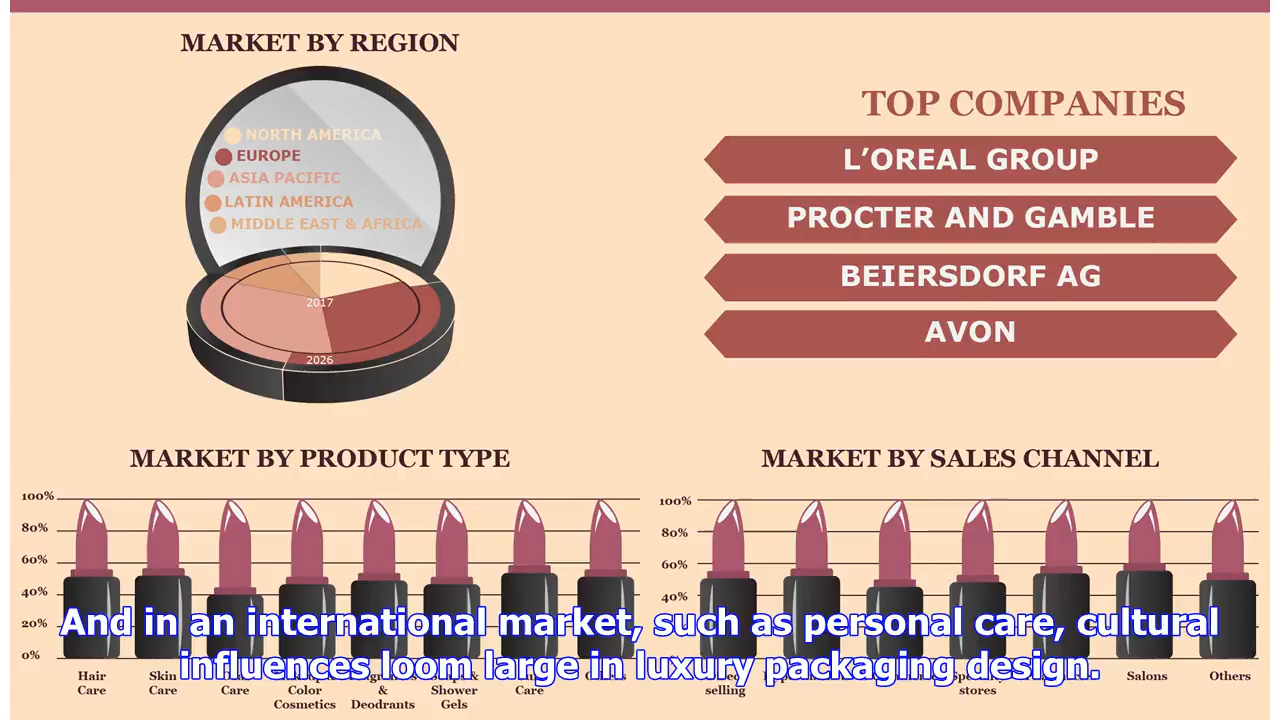 MARKET BY REGION
NORTH AMERICA
EUROPE
ASIA PACIFIC
LATIN AMERICA
MIDDLE EAST & AFRICA
2017
2026
TOP COMPANIES
L’OREAL GROUP
PROCTER AND GAMBLE
BEIERSDORF AG
AVON
MARKET BY PRODUCT TYPE
100%
80%
60%
40%
20%
0%
Hair Care
Skin Care
Care
Color Cosmetics
Deodrants
& Shower Gels
Care
MARKET BY SALES CHANNEL
100%
80%
60%
40%
selling
stores
Salons
Others
And in an international market, such as personal care, cultural
influences loom large in luxury packaging design.